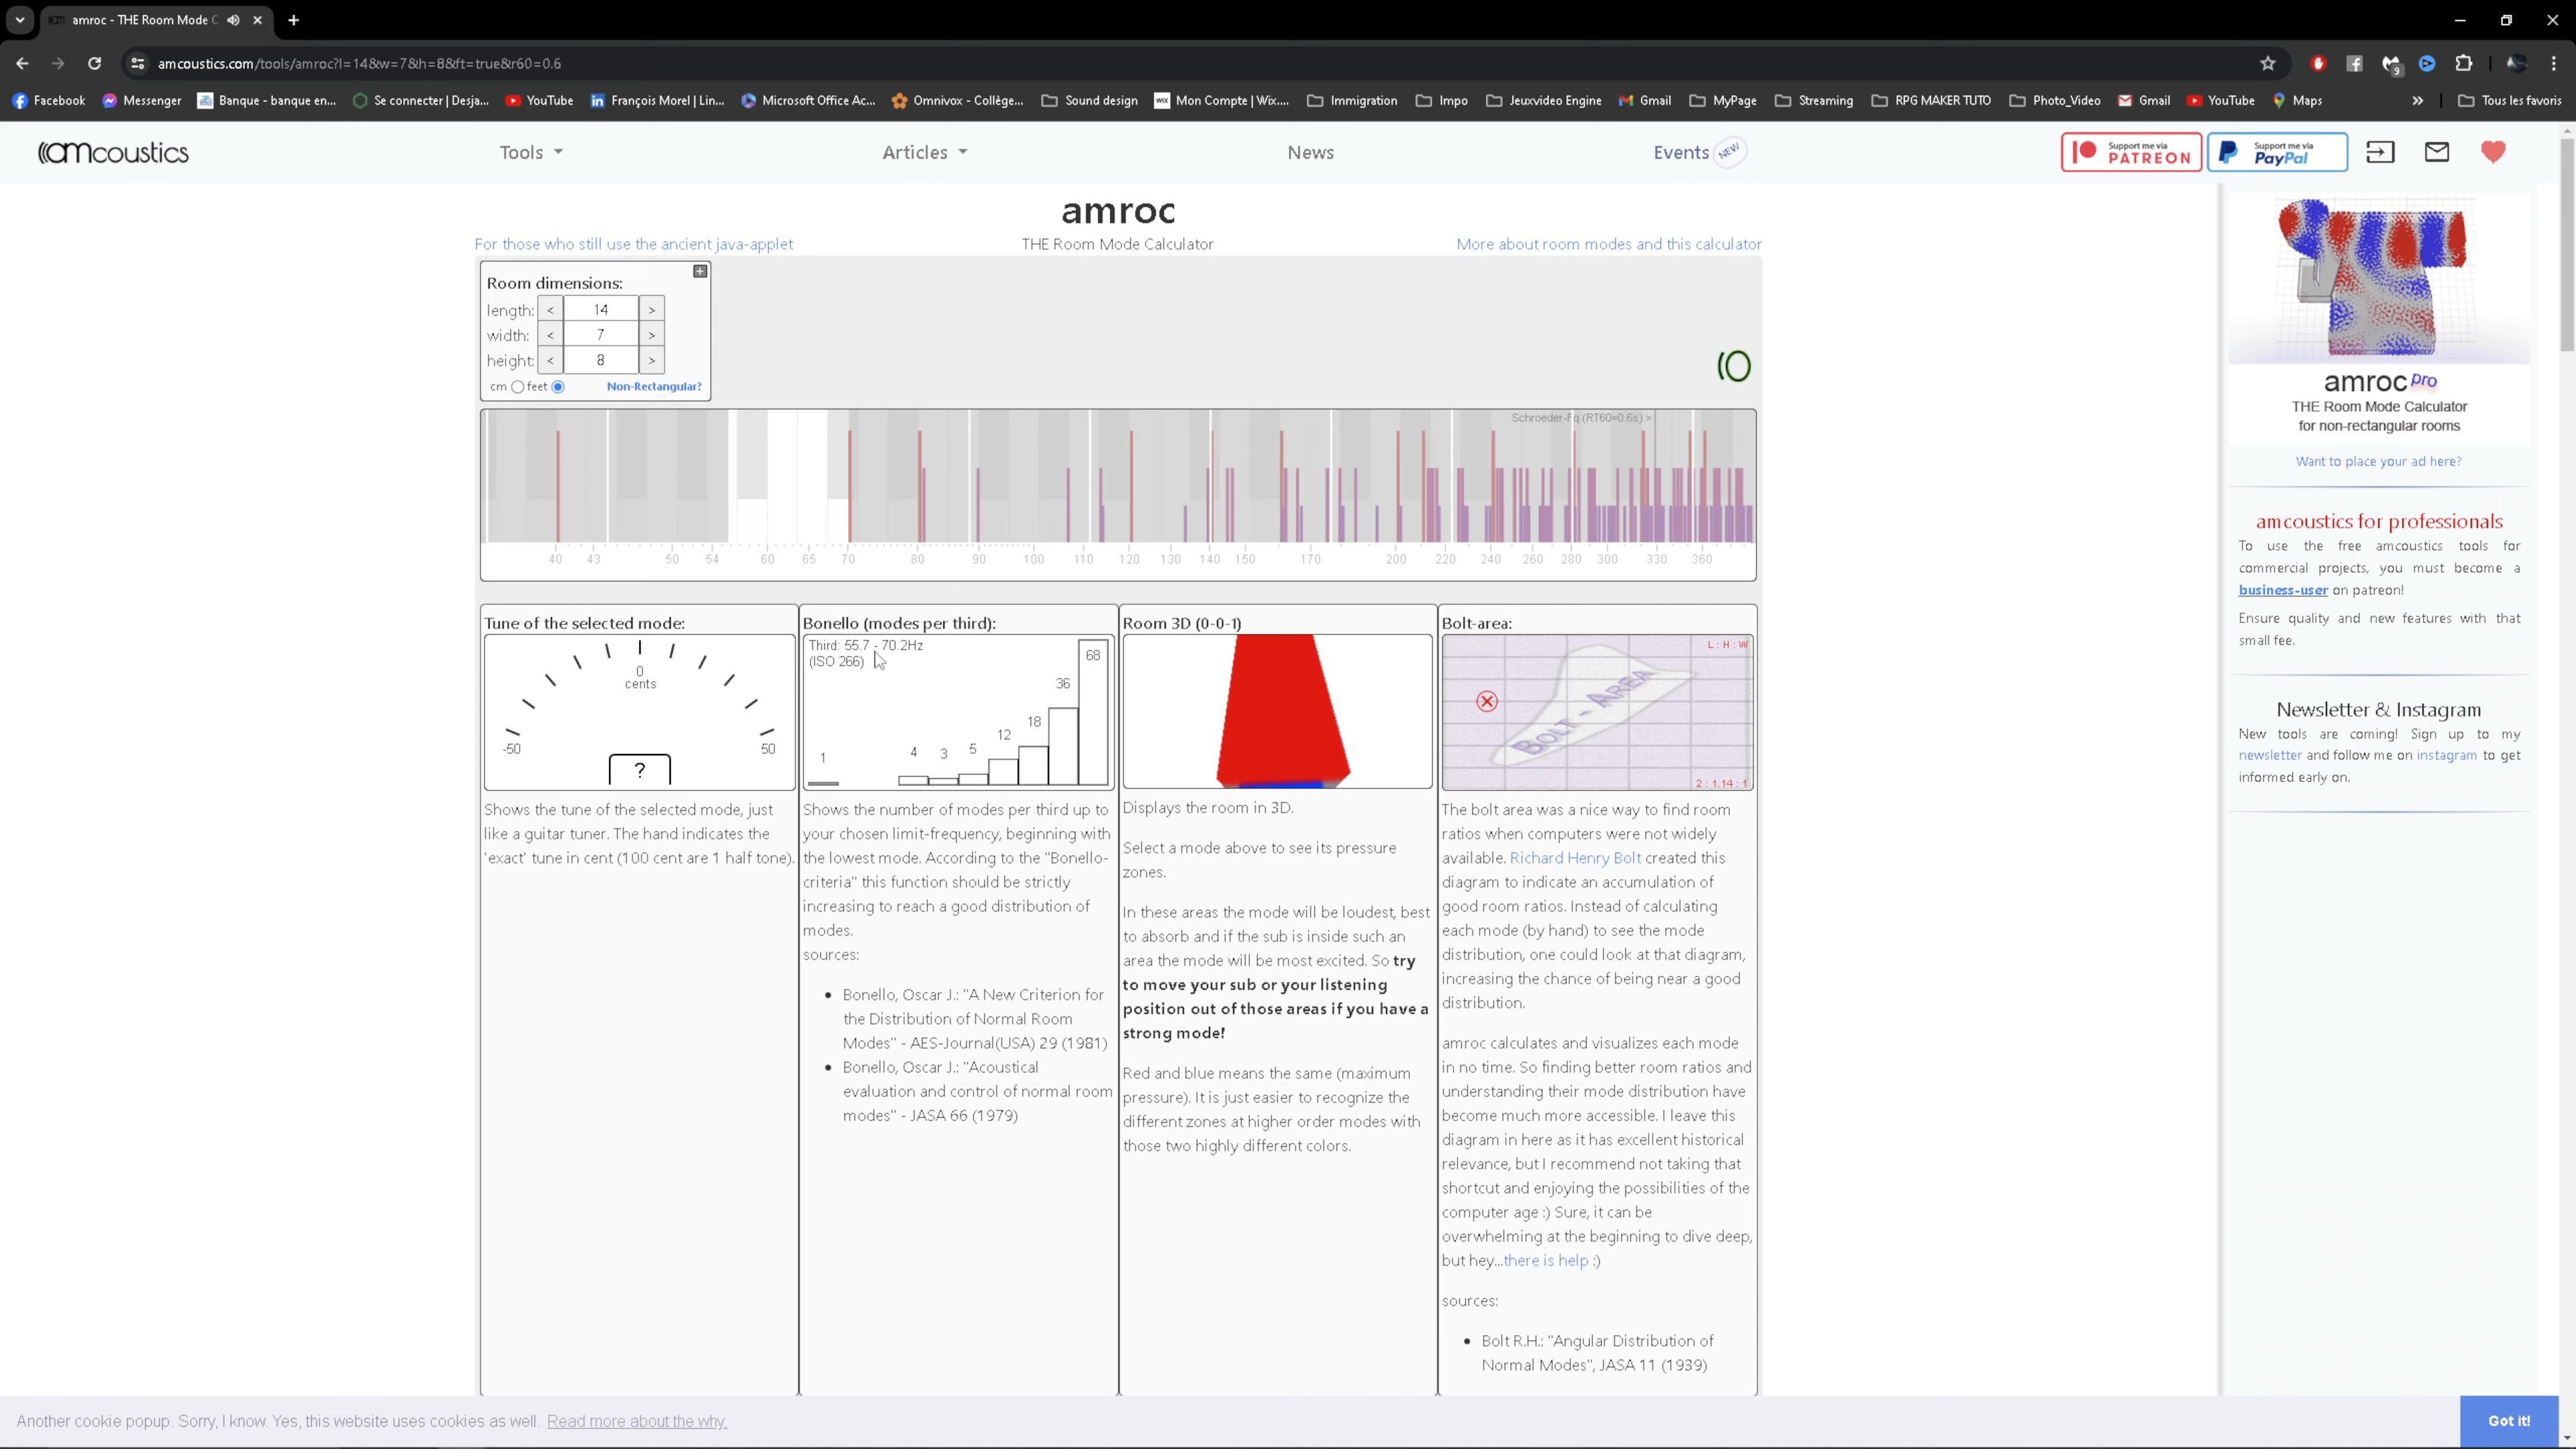 amroc - THE Room Mode C
amcoustics.com/tools/amroc?l=14&w=7&h=8&ft=true&r60=0.6
9
Facebook Messenger Banque - banque en... Se connecter | Desja... YouTube François Morel | Lin... Microsoft Office Ac... Omnivox - Collège... Sound design WIX Mon Compte | Wix.... Immigration Impo Jeuxvideo Engine Gmail MyPage Streaming RPG MAKER TUTO Photo_Video Gmail YouTube Maps » Tous les favoris
amcoustics
Tools Articles News Events NEW
Support me via PATREON
Support me via PayPal
amroc
For those who still use the ancient java-applet
THE Room Mode Calculator
More about room modes and this calculator
Room dimensions:
length: < 14 >
width: < 7 >
height: < 8 >
cm feet Non-Rectangular?
Schroeder-Fq (RT60=0.6s) >
40 43 50 54 60 65 70 80 90 100 110 120 130 140 150 170 200 220 240 260 280 300 330 360
Tune of the selected mode:
0
cents
-50 50
?
Shows the tune of the selected mode, just
like a guitar tuner. The hand indicates the
'exact' tune in cent (100 cent are 1 half tone).
Bonello (modes per third):
Third: 55.7 - 70.2Hz
(ISO 266)
1 4 3 5 12 18 36 68
Shows the number of modes per third up to
your chosen limit-frequency, beginning with
the lowest mode. According to the "Bonello-
criteria" this function should be strictly
increasing to reach a good distribution of
modes.
sources:
Bonello, Oscar J.: "A New Criterion for
the Distribution of Normal Room
Modes" - AES-Journal(USA) 29 (1981)
Bonello, Oscar J.: "Acoustical
evaluation and control of normal room
modes" - JASA 66 (1979)
Room 3D (0-0-1)
Displays the room in 3D.
Select a mode above to see its pressure
zones.
In these areas the mode will be loudest, best
to absorb and if the sub is inside such an
area the mode will be most excited. So try
to move your sub or your listening
position out of those areas if you have a
strong mode!
Red and blue means the same (maximum
pressure). It is just easier to recognize the
different zones at higher order modes with
those two highly different colors.
Bolt-area:
L : H : W
BOLT - AREA
2 : 1.14 : 1
The bolt area was a nice way to find room
ratios when computers were not widely
available. Richard Henry Bolt created this
diagram to indicate an accumulation of
good room ratios. Instead of calculating
each mode (by hand) to see the mode
distribution, one could look at that diagram,
increasing the chance of being near a good
distribution.
amroc calculates and visualizes each mode
in no time. So finding better room ratios and
understanding their mode distribution have
become much more accessible. I leave this
diagram in here as it has excellent historical
relevance, but I recommend not taking that
shortcut and enjoying the possibilities of the
computer age :) Sure, it can be
overwhelming at the beginning to dive deep,
but hey...there is help :)
sources:
Bolt R.H.: "Angular Distribution of
Normal Modes", JASA 11 (1939)
amroc pro
THE Room Mode Calculator
for non-rectangular rooms
Want to place your ad here?
amcoustics for professionals
To use the free amcoustics tools for
commercial projects, you must become a
business-user on patreon!
Ensure quality and new features with that
small fee.
Newsletter & Instagram
New tools are coming! Sign up to my
newsletter and follow me on instagram to get
informed early on.
Another cookie popup. Sorry, I know. Yes, this website uses cookies as well. Read more about the why.
Got it!